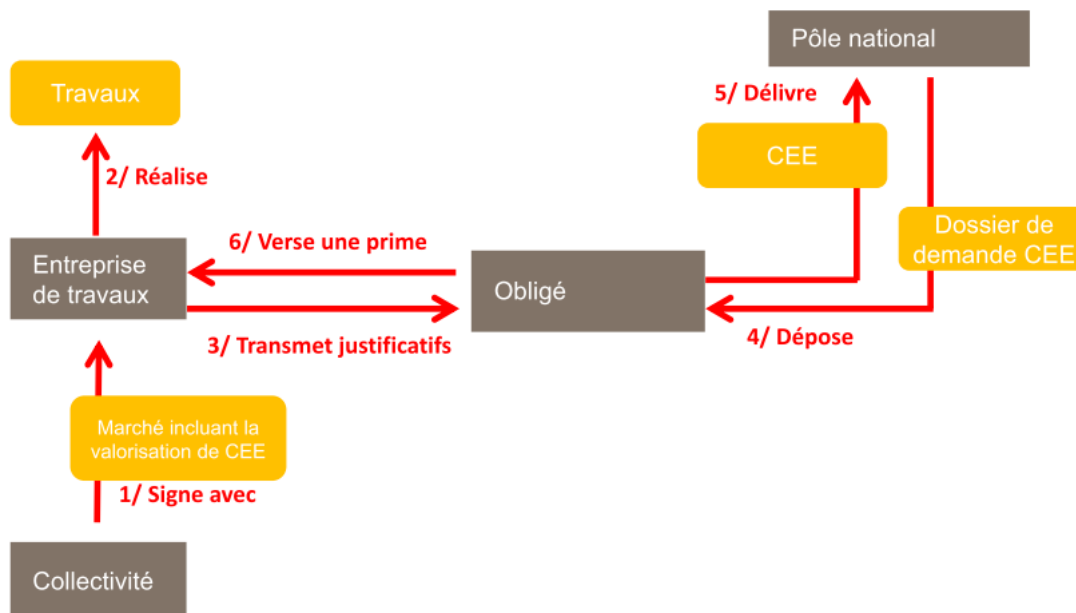 Pôle national
Travaux
5/ Délivre
CEE
2/ Réalise
Dossier de
demande CEE
6/ Verse une prime
Entreprise
de travaux
Obligé
3/ Transmet justificatifs
4/ Dépose
Marché incluant la
valorisation de CEE
1/ Signe avec
Collectivité